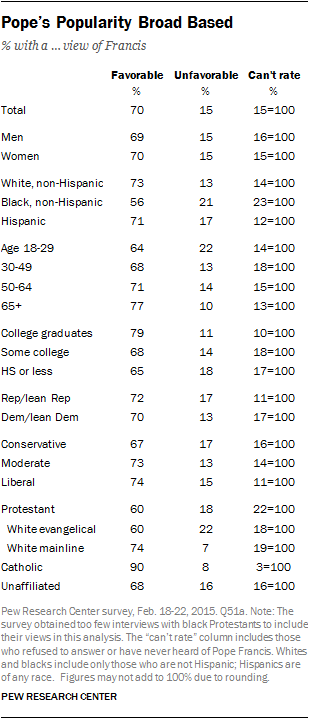 Pope's Popularity Broad Based
% with a ... view of Francis
Favorable Unfavorable Can't rate
% % %
Total 70 15 15=100
Men 69 15 16=100
Women 70 15 15=100
White, non-Hispanic 73 13 14=100
Black, non-Hispanic 56 21 23=100
Hispanic 71 17 12=100
Age 18-29 64 22 14=100
30-49 68 13 18=100
50-64 71 14 15=100
65+ 77 10 13=100
College graduates 79 11 10=100
Some college 68 14 18=100
HS or less 65 18 17=100
Rep/lean Rep 72 17 11=100
Dem/lean Dem 70 13 17=100
Conservative 67 17 16=100
Moderate 73 13 14=100
Liberal 74 15 11=100
Protestant 60 18 22=100
White evangelical 60 22 18=100
White mainline 74 7 19=100
Catholic 90 8 3=100
Unaffiliated 68 16 16=100
Pew Research Center survey, Feb. 18-22, 2015. Q51a. Note: The
survey obtained too few interviews with black Protestants to include
their views in this analysis. The "can't rate" column includes those
who refused to answer or have never heard of Pope Francis. Whites
and blacks include only those who are not Hispanic; Hispanics are
of any race. Figures may not add to 100% due to rounding.
PEW RESEARCH CENTER